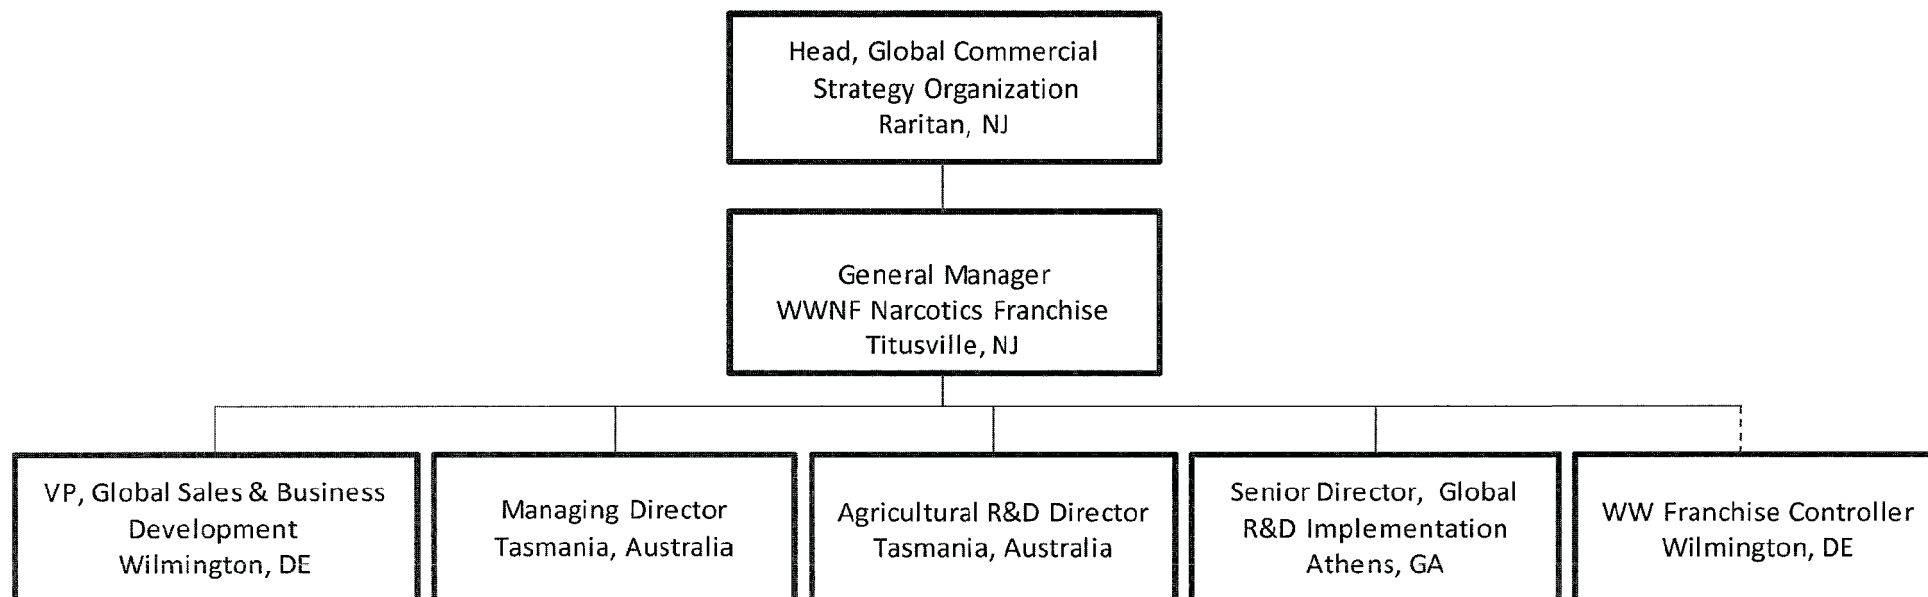 Head, Global Commercial
Strategy Organization
Raritan, NJ
General Manager
WWNF Narcotics Franchise
Titusville, NJ
VP, Global Sales & Business
Development
Wilmington, DE
Managing Director
Tasmania, Australia
Agricultural R&D Director
Tasmania, Australia
Senior Director, Global
R&D Implementation
Athens, GA
WW Franchise Controller
Wilmington, DE